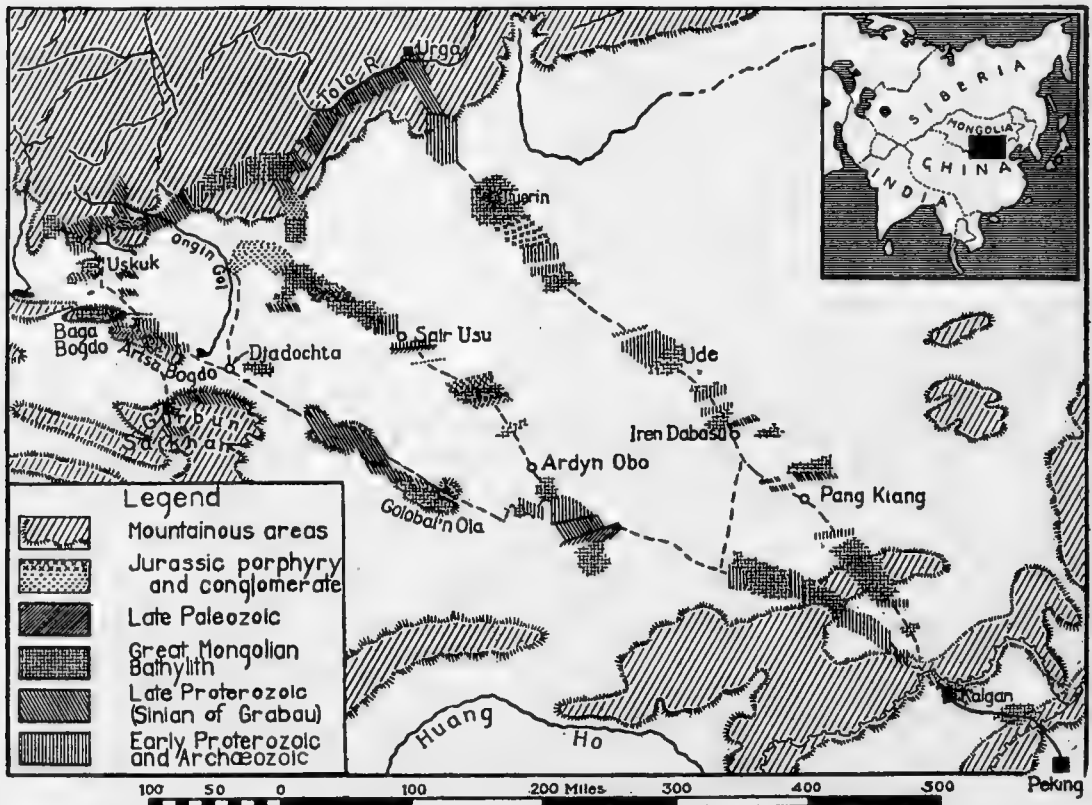 Urga
Tola R.
SIBERIA
MONGOLIA
CHINA
INDIA
Ongin Gol
Uskuk
Baga
Bogdo
Artsa Bogdo
Djadochta
Sair Usu
Ude
Gurbun
Saikhan
Iren Dabasu
Ardyn Obo
Pang Kiang
Golobai'n Ola
Legend
Mountainous areas
Jurassic porphyry
and conglomerate
Late Paleozoic
Great Mongolian
Bathylith
Late Proterozoic
(Sinian of Grabau)
Early Proterozoic
and Archæozoic
Kalgan
Huang Ho
Peking
100 50 0 100 200 Miles 300 400 500